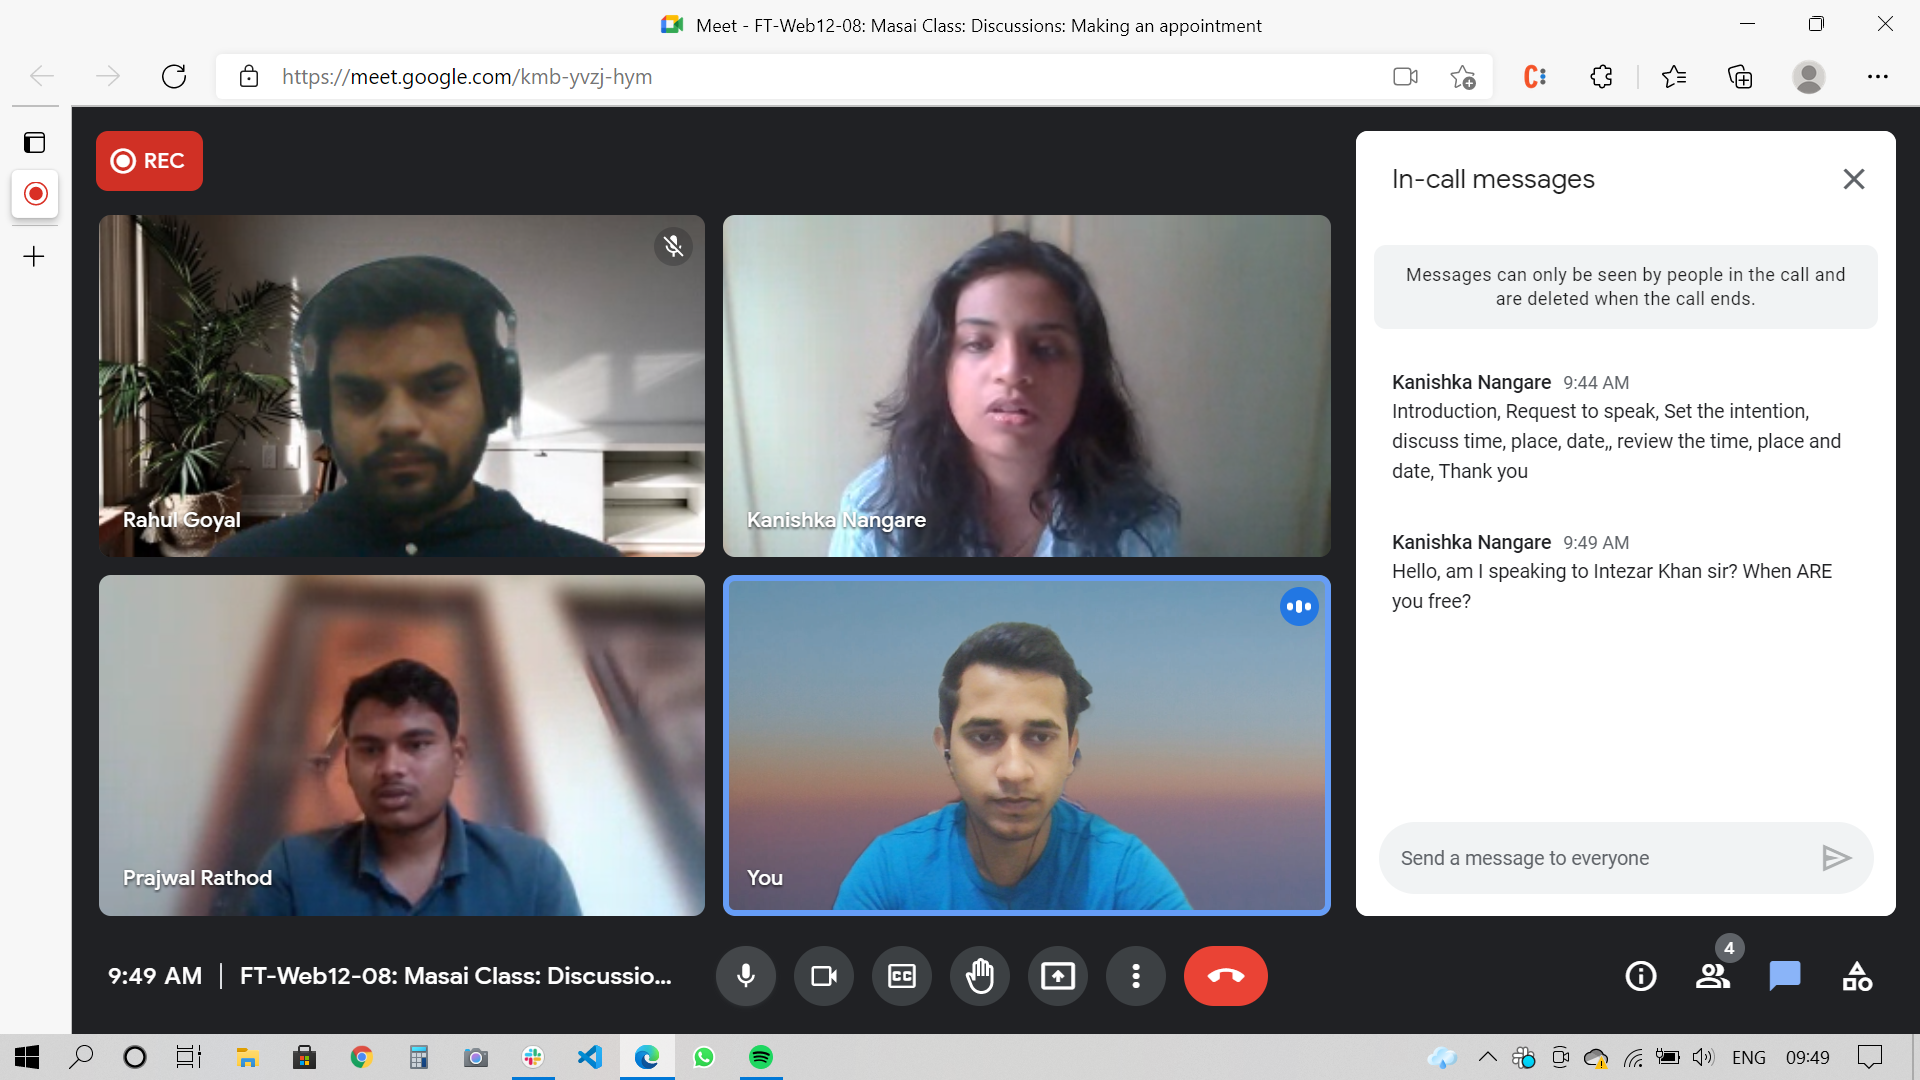 Meet - FT-Web12-08: Masai Class: Discussions: Making an appointment
https://meet.google.com/kmb-yvzj-hym
REC
In-call messages
Messages can only be seen by people in the call and
are deleted when the call ends.
Kanishka Nangare 9:44 AM
Introduction, Request to speak, Set the intention,
discuss time, place, date,, review the time, place and
date, Thank you
Kanishka Nangare 9:49 AM
Hello, am I speaking to Intezar Khan sir? When ARE
you free?
Rahul Goyal
Kanishka Nangare
Prajwal Rathod
You
Send a message to everyone
9:49 AM | FT-Web12-08: Masai Class: Discussio...
CC
4
ENG
09:49